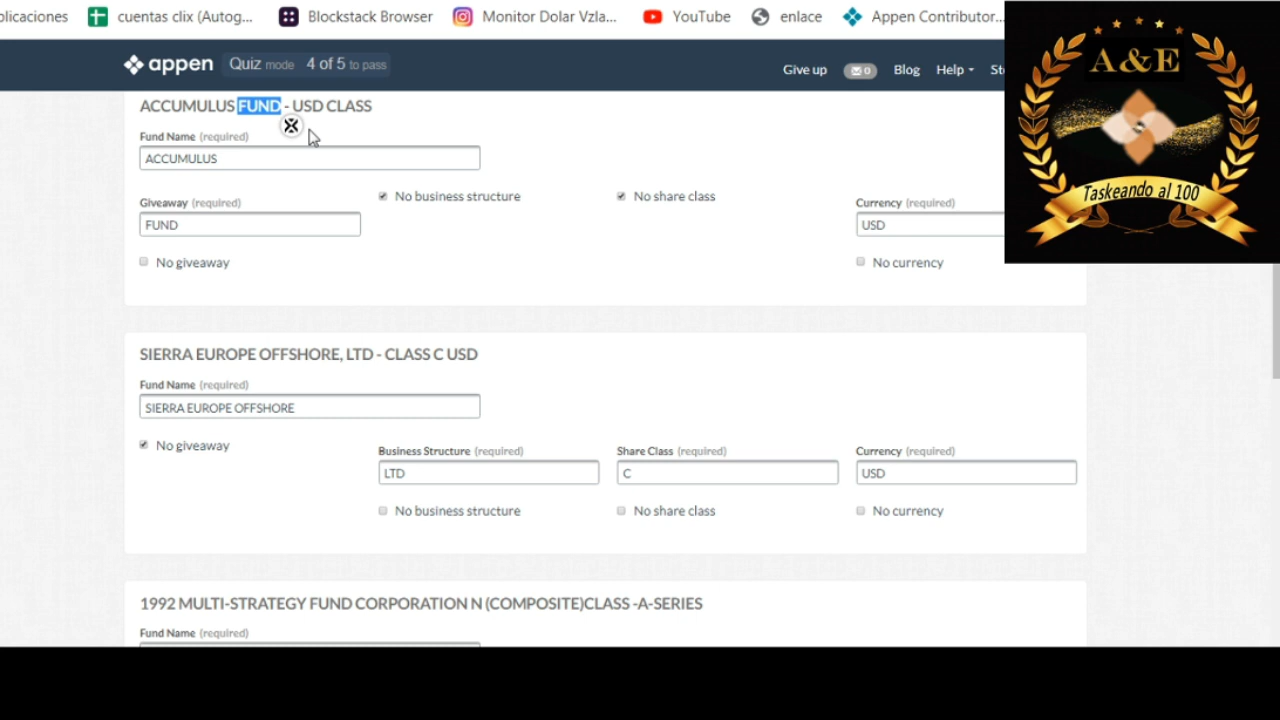 plicaciones cuentas clix (Autog... Blockstack Browser Monitor Dolar Vzla... YouTube enlace Appen Contributor...
appen Quiz mode 4 of 5 to pass Give up 0 Blog Help St
A&E
Taskeando al 100
ACCUMULUS FUND - USD CLASS
Fund Name (required)
ACCUMULUS
Giveaway (required) No business structure No share class Currency (required)
FUND USD
No giveaway No currency
SIERRA EUROPE OFFSHORE, LTD - CLASS C USD
Fund Name (required)
SIERRA EUROPE OFFSHORE
No giveaway Business Structure (required) Share Class (required) Currency (required)
LTD C USD
No business structure No share class No currency
1992 MULTI-STRATEGY FUND CORPORATION N (COMPOSITE)CLASS -A-SERIES
Fund Name (required)